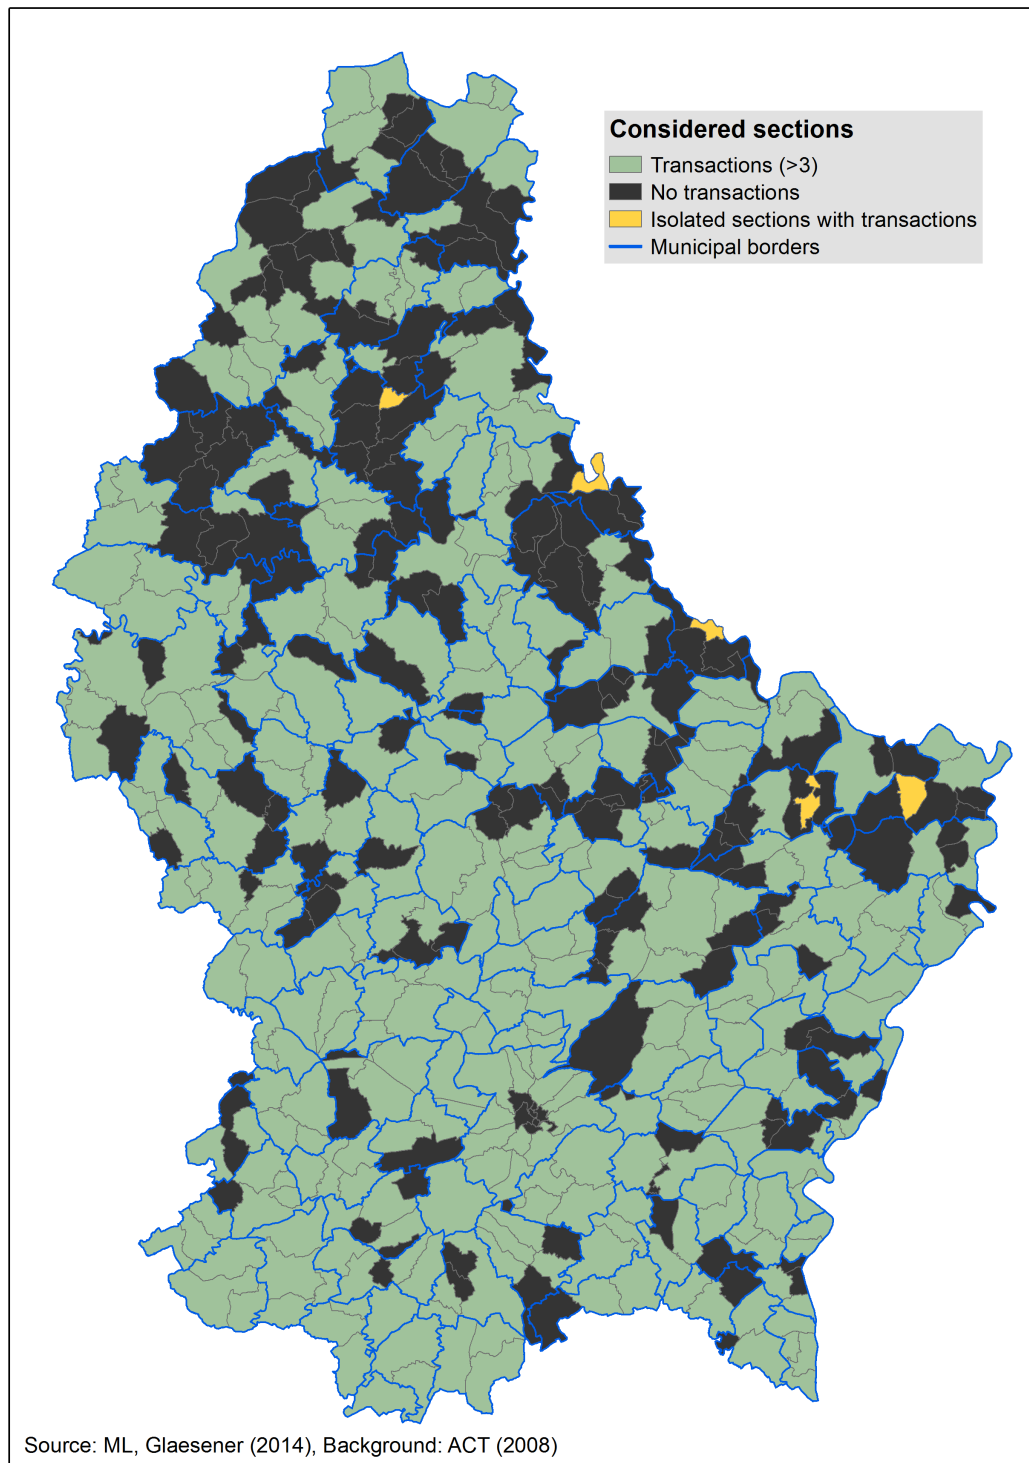 Considered sections
Transactions (>3)
No transactions
Isolated sections with transactions
Municipal borders
Source: ML, Glaesener (2014), Background: ACT (2008)